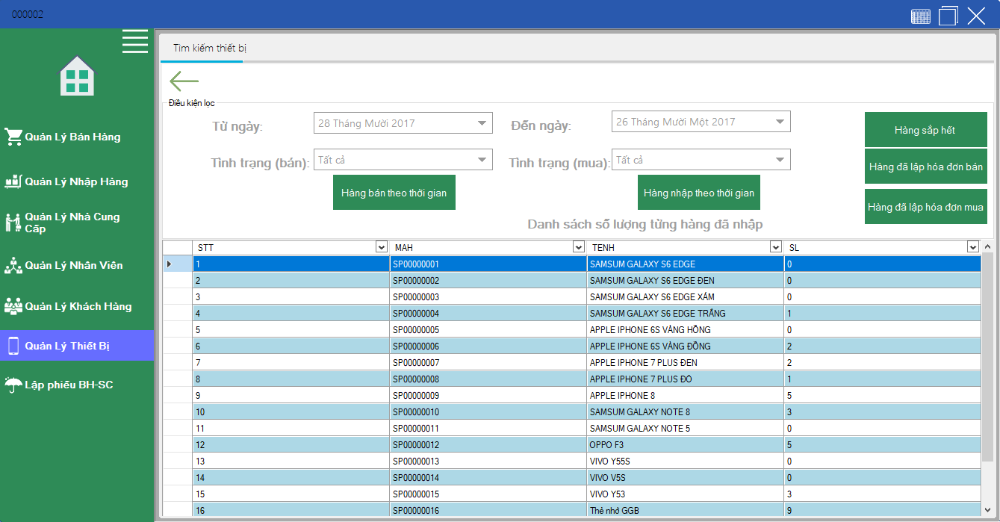 000002
Quản Lý Bán Hàng
Quản Lý Nhập Hàng
Quản Lý Nhà Cung
Cấp
Quản Lý Nhân Viên
Quản Lý Khách Hàng
Quản Lý Thiết Bị
Lập phiếu BH-SC
Tìm kiếm thiết bị
Điều kiện lọc
Từ ngày: 28 Tháng Mười 2017 Đến ngày: 26 Tháng Mười Một 2017
Tình trạng (bán): Tất cả Tình trạng (mua): Tất cả
Hàng bán theo thời gian Hàng nhập theo thời gian
Hàng sắp hết
Hàng đã lập hóa đơn bán
Hàng đã lập hóa đơn mua
Danh sách số lượng từng hàng đã nhập
STT MAH TENH SL
1 SP00000001 SAMSUM GALAXY S6 EDGE 0
2 SP00000002 SAMSUM GALAXY S6 EDGE ĐEN 0
3 SP00000003 SAMSUM GALAXY S6 EDGE XÁM 0
4 SP00000004 SAMSUM GALAXY S6 EDGE TRẮNG 1
5 SP00000005 APPLE IPHONE 6S VÀNG HỒNG 0
6 SP00000006 APPLE IPHONE 6S VÀNG ĐỒNG 2
7 SP00000007 APPLE IPHONE 7 PLUS ĐEN 2
8 SP00000008 APPLE IPHONE 7 PLUS ĐỎ 1
9 SP00000009 APPLE IPHONE 8 5
10 SP00000010 SAMSUM GALAXY NOTE 8 3
11 SP00000011 SAMSUM GALAXY NOTE 5 0
12 SP00000012 OPPO F3 5
13 SP00000013 VIVO Y55S 0
14 SP00000014 VIVO V5S 0
15 SP00000015 VIVO Y53 3
16 SP00000016 Thẻ nhớ GGB 9